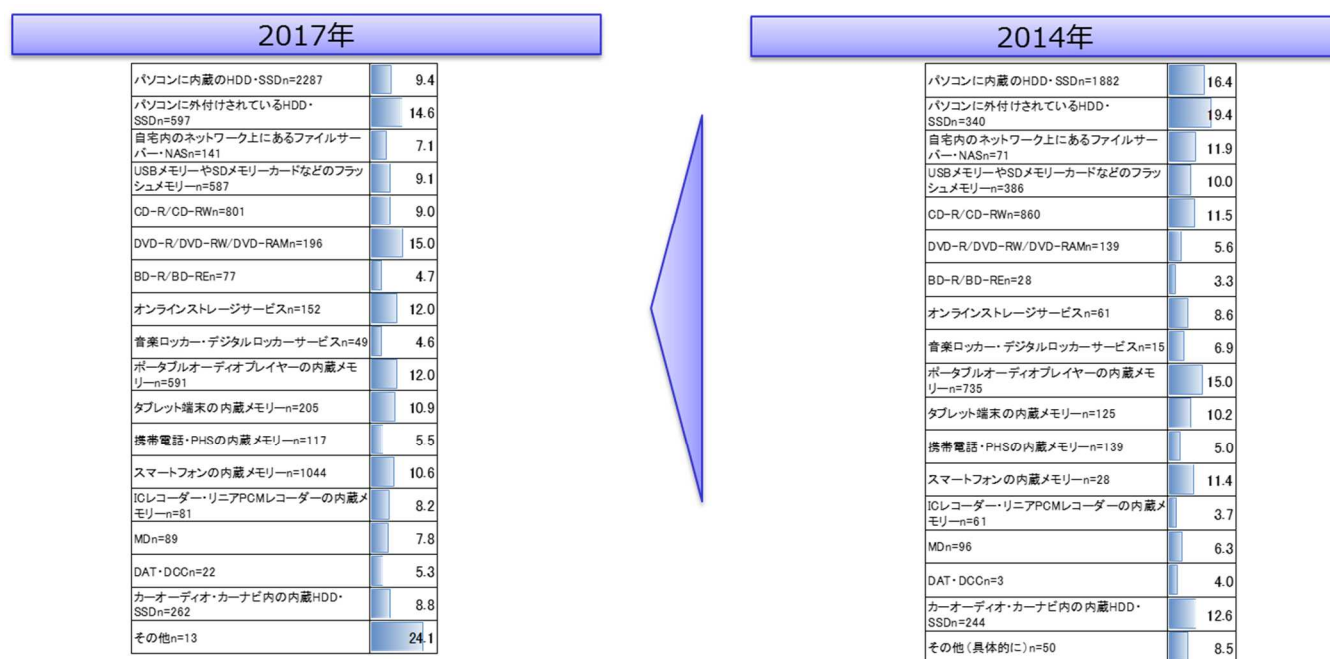 2017年
パソコンに内蔵のHDD・SSDn=2287 9.4
パソコンに外付けされているHDD・
SSDn=597 14.6
自宅内のネットワーク上にあるファイルサー
バー・NASn=141 7.1
USBメモリーやSDメモリーカードなどのフラッ
シュメモリーn=587 9.1
CD-R/CD-RWn=801 9.0
DVD-R/DVD-RW/DVD-RAMn=196 15.0
BD-R/BD-REn=77 4.7
オンラインストレージサービスn=152 12.0
音楽ロッカー・デジタルロッカーサービスn=49 4.6
ポータブルオーディオプレイヤーの内蔵メモ
リーn=591 12.0
タブレット端末の内蔵メモリーn=205 10.9
携帯電話・PHSの内蔵メモリーn=117 5.5
スマートフォンの内蔵メモリーn=1044 10.6
ICレコーダー・リニアPCMレコーダーの内蔵メ
モリーn=81 8.2
MDn=89 7.8
DAT・DCCn=22 5.3
カーオーディオ・カーナビ内の内蔵HDD・
SSDn=262 8.8
その他n=13 24.1
2014年
パソコンに内蔵のHDD・SSDn=1882 16.4
パソコンに外付けされているHDD・
SSDn=340 19.4
自宅内のネットワーク上にあるファイルサー
バー・NASn=71 11.9
USBメモリーやSDメモリーカードなどのフラッ
シュメモリーn=386 10.0
CD-R/CD-RWn=860 11.5
DVD-R/DVD-RW/DVD-RAMn=139 5.6
BD-R/BD-REn=28 3.3
オンラインストレージサービスn=61 8.6
音楽ロッカー・デジタルロッカーサービスn=15 6.9
ポータブルオーディオプレイヤーの内蔵メモ
リーn=735 15.0
タブレット端末の内蔵メモリーn=125 10.2
携帯電話・PHSの内蔵メモリーn=139 5.0
スマートフォンの内蔵メモリーn=28 11.4
ICレコーダー・リニアPCMレコーダーの内蔵メ
モリーn=61 3.7
MDn=96 6.3
DAT・DCCn=3 4.0
カーオーディオ・カーナビ内の内蔵HDD・
SSDn=244 12.6
その他(具体的に)n=50 8.5